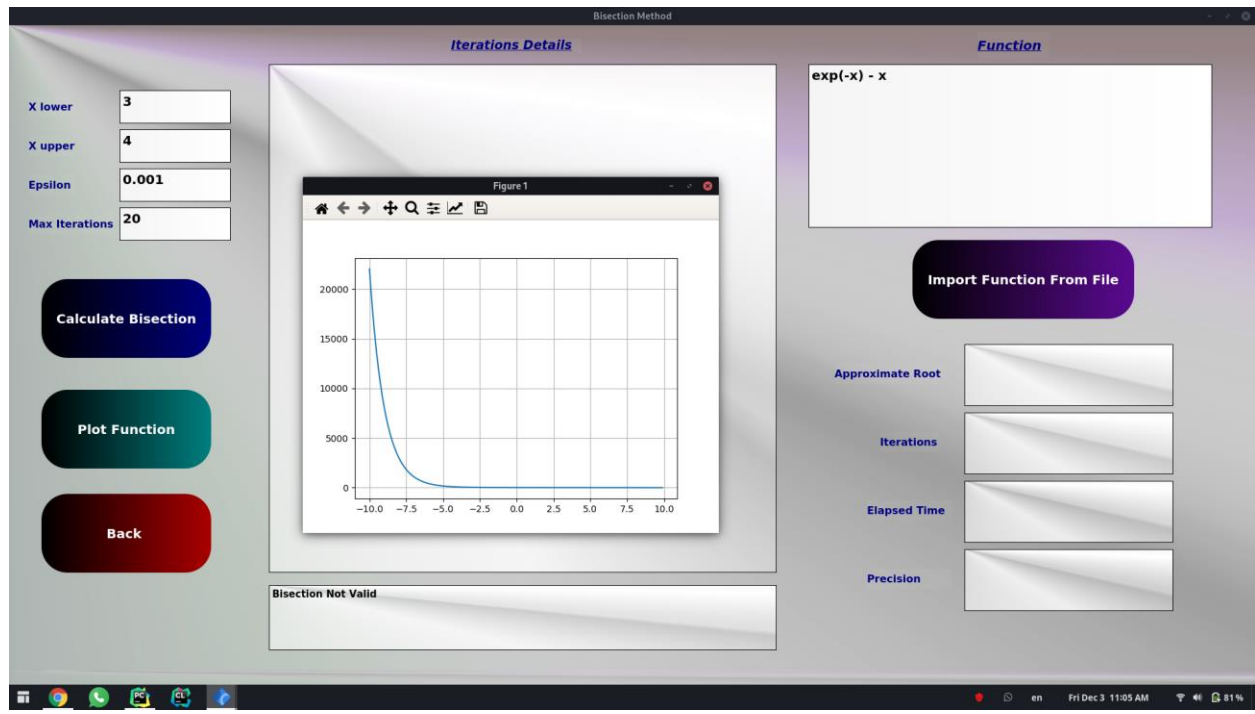 Bisection Method
Iterations Details
Function
X lower
3
X upper
4
Epsilon
0.001
Max Iterations
20
exp(-x) - x
Calculate Bisection
Plot Function
Back
Figure 1
20000
15000
10000
5000
0
−10.0 −7.5 −5.0 −2.5 0.0 2.5 5.0 7.5 10.0
Import Function From File
Approximate Root
Iterations
Elapsed Time
Precision
Bisection Not Valid
PC
CL
en Fri Dec 3 11:05 AM 81%